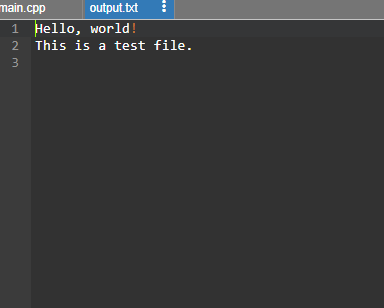 main.cpp output.txt
1 Hello, world!
2 This is a test file.
3